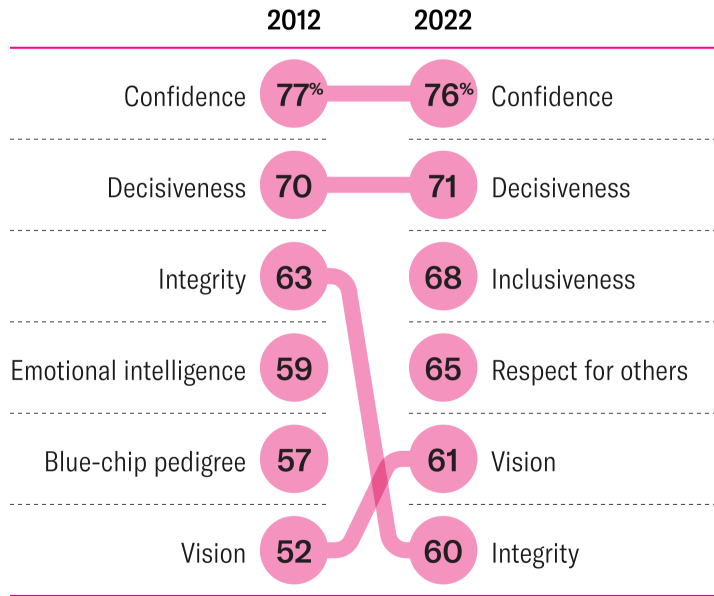 2012 2022
Confidence 77% 76% Confidence
Decisiveness 70 71 Decisiveness
Integrity 63 68 Inclusiveness
Emotional intelligence 59 65 Respect for others
Blue-chip pedigree 57 61 Vision
Vision 52 60 Integrity